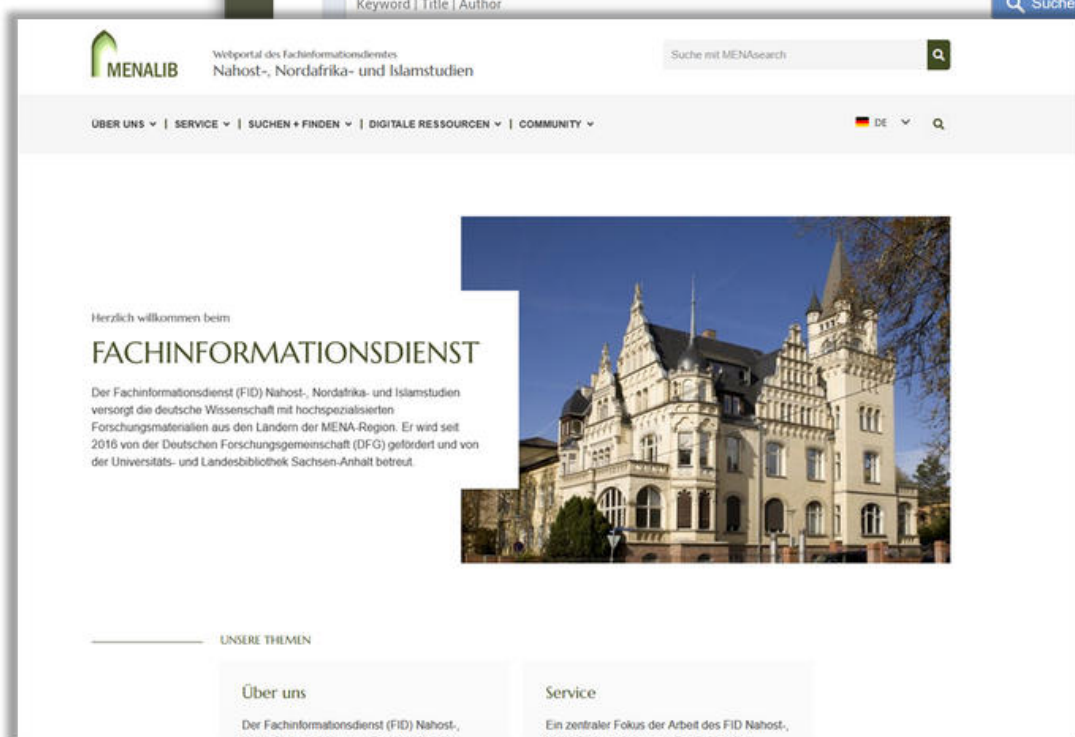 Keyword | Title | Author
Suche
MENALIB
Webportal des Fachinformationsdienstes
Nahost-, Nordafrika- und Islamstudien
Suche mit MENAsearch
ÜBER UNS | SERVICE | SUCHEN + FINDEN | DIGITALE RESSOURCEN | COMMUNITY
DE
Herzlich willkommen beim
FACHINFORMATIONSDIENST
Der Fachinformationsdienst (FID) Nahost-, Nordafrika- und Islamstudien
versorgt die deutsche Wissenschaft mit hochspezialisierten
Forschungsmaterialien aus den Ländern der MENA-Region. Er wird seit
2016 von der Deutschen Forschungsgemeinschaft (DFG) gefördert und von
der Universitäts- und Landesbibliothek Sachsen-Anhalt betreut.
UNSERE THEMEN
Über uns
Der Fachinformationsdienst (FID) Nahost-,
Service
Ein zentraler Fokus der Arbeit des FID Nahost-,